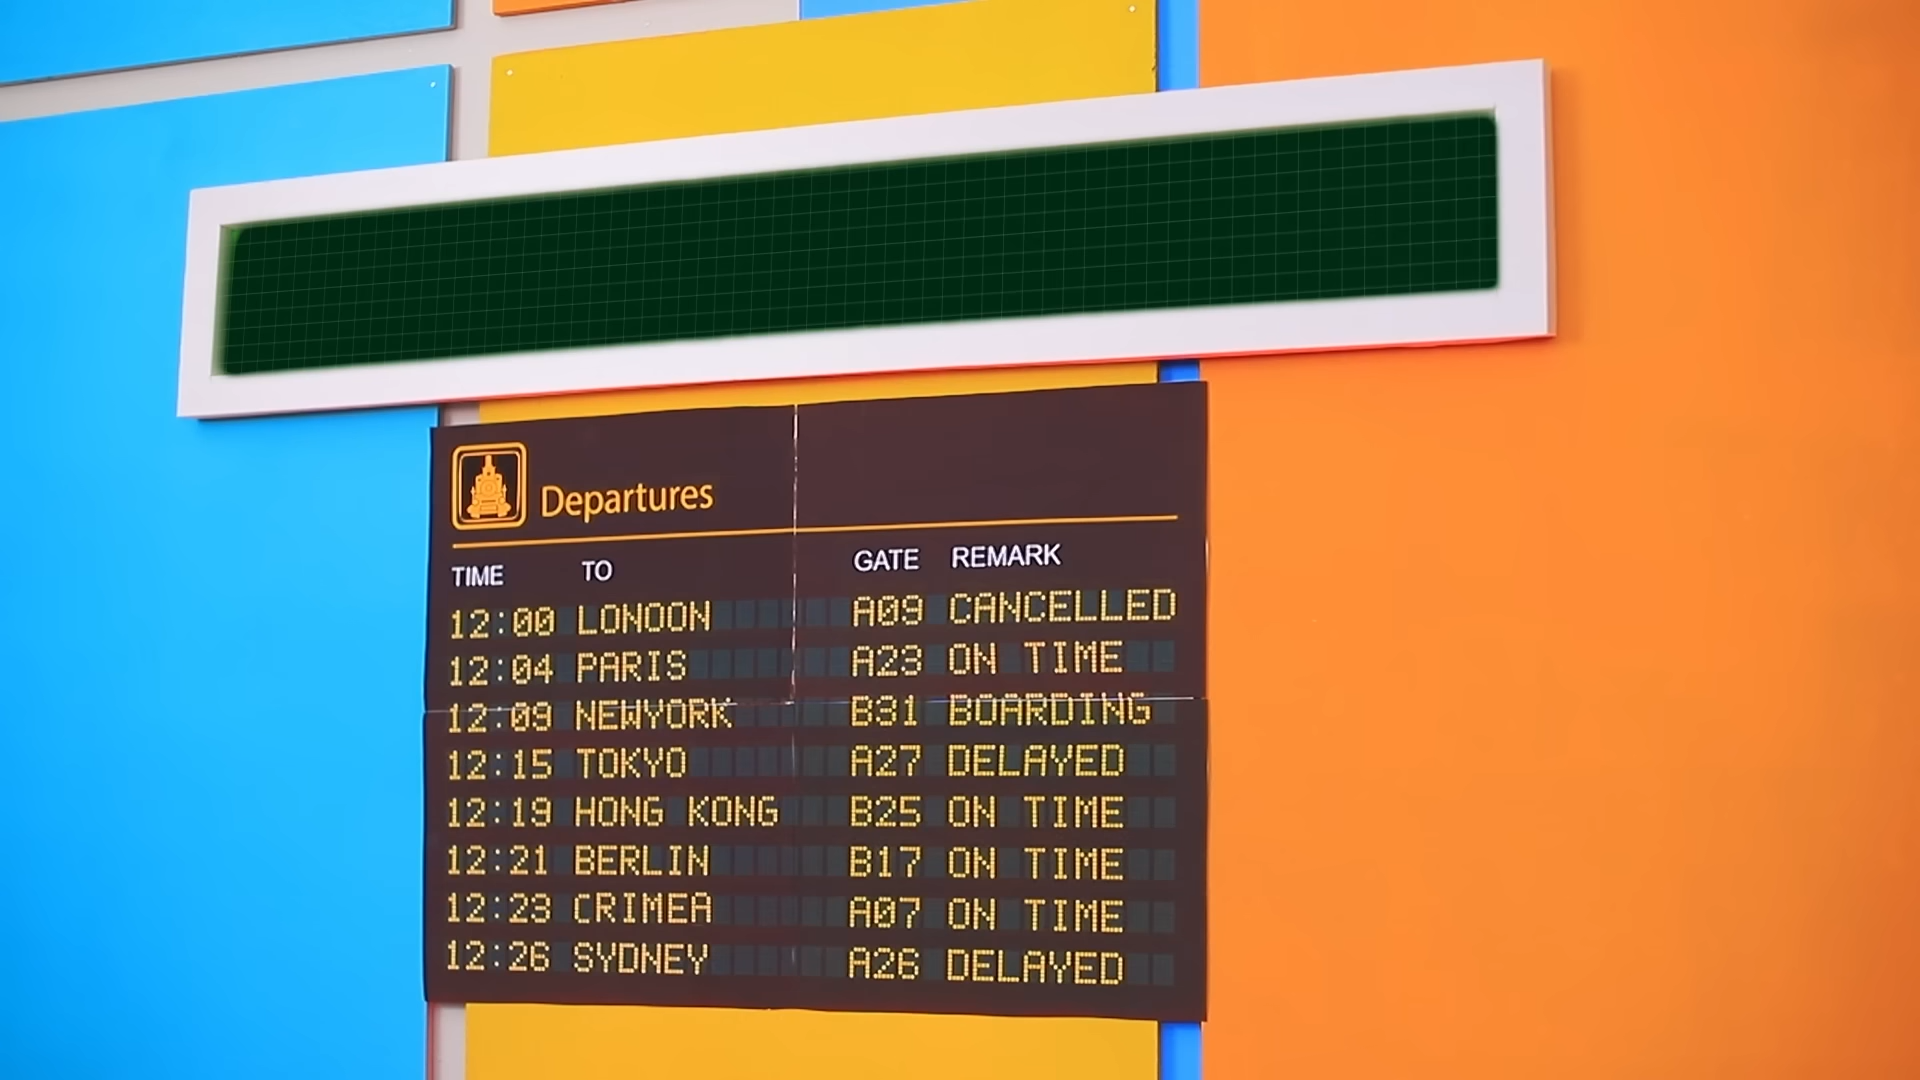 Departures
TIME TO GATE REMARK
12:00 LONOON A09 CANCELLED
12:04 PARIS A23 ON TIME
12:09 NEWYORK B31 BOARDING
12:15 TOKYO A27 DELAYED
12:19 HONG KONG B25 ON TIME
12:21 BERLIN B17 ON TIME
12:23 CRIMEA A07 ON TIME
12:26 SYDNEY A26 DELAYED